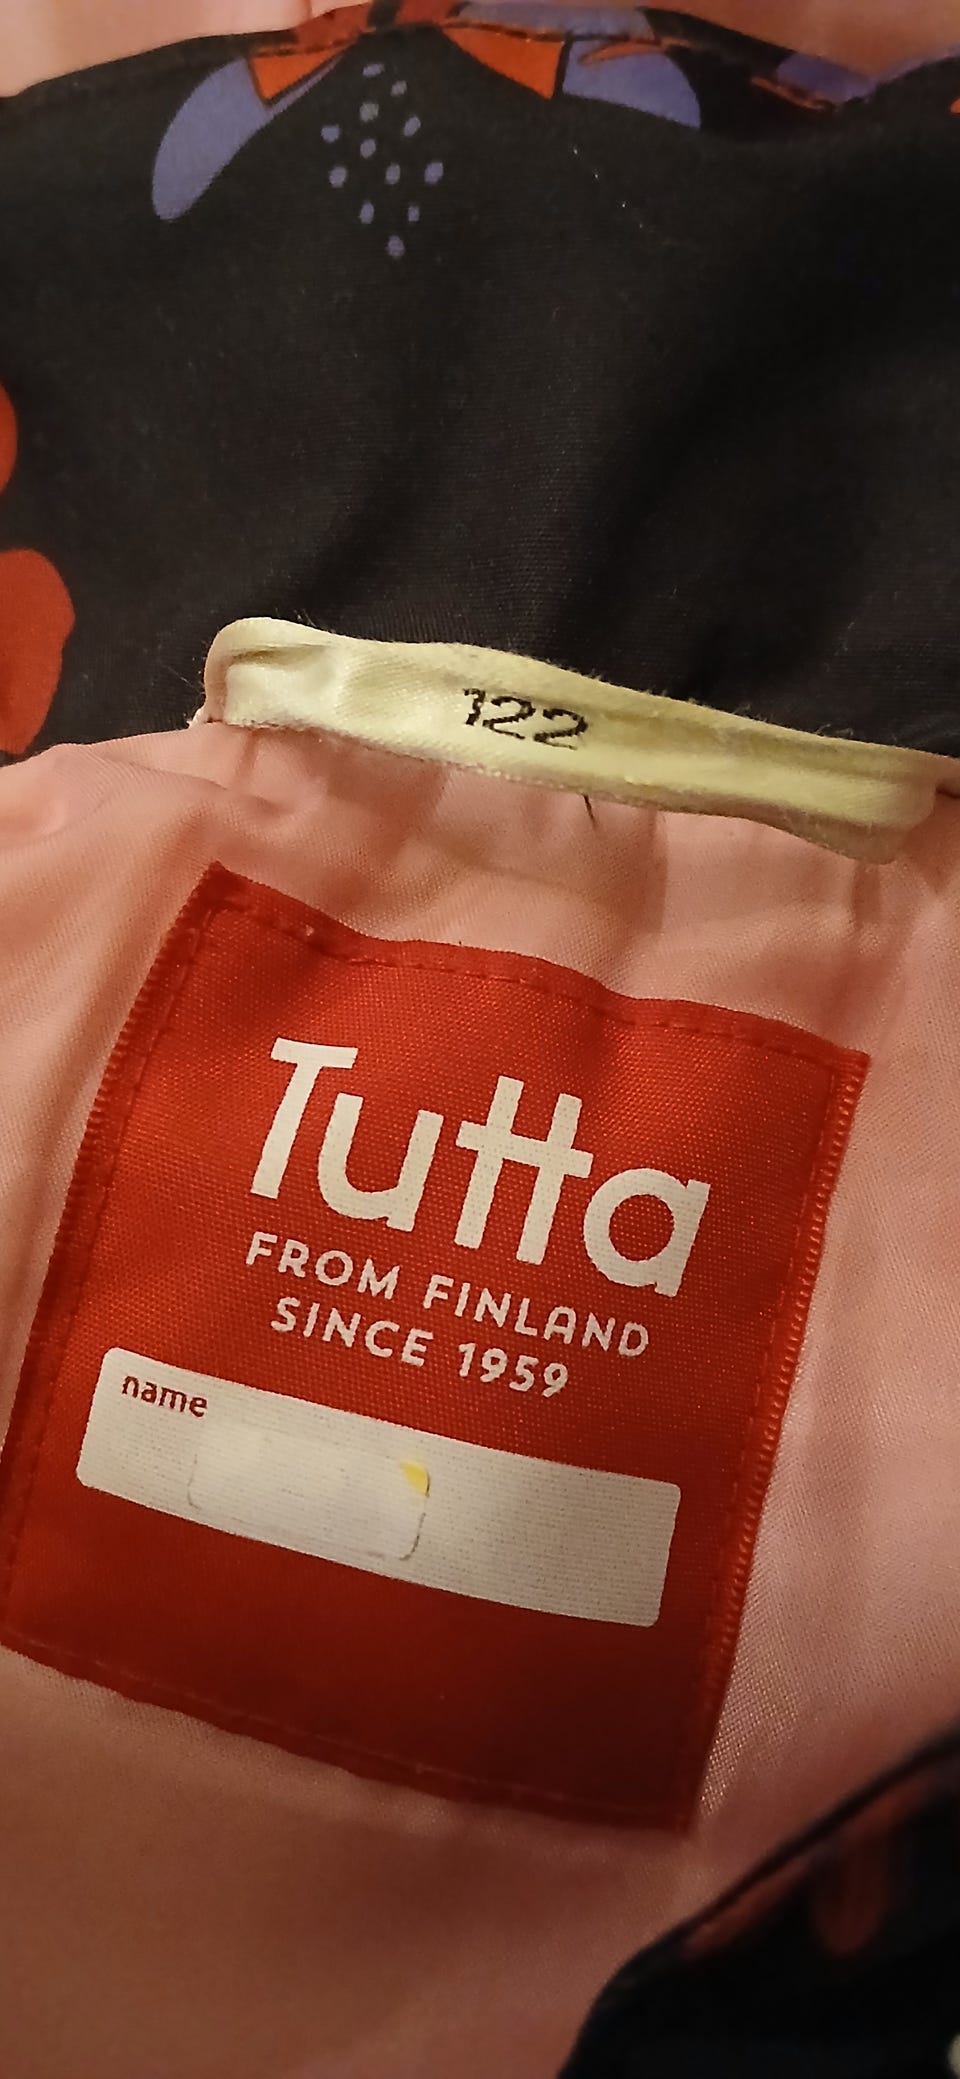 122
Tutta
FROM FINLAND
SINCE 1959
name